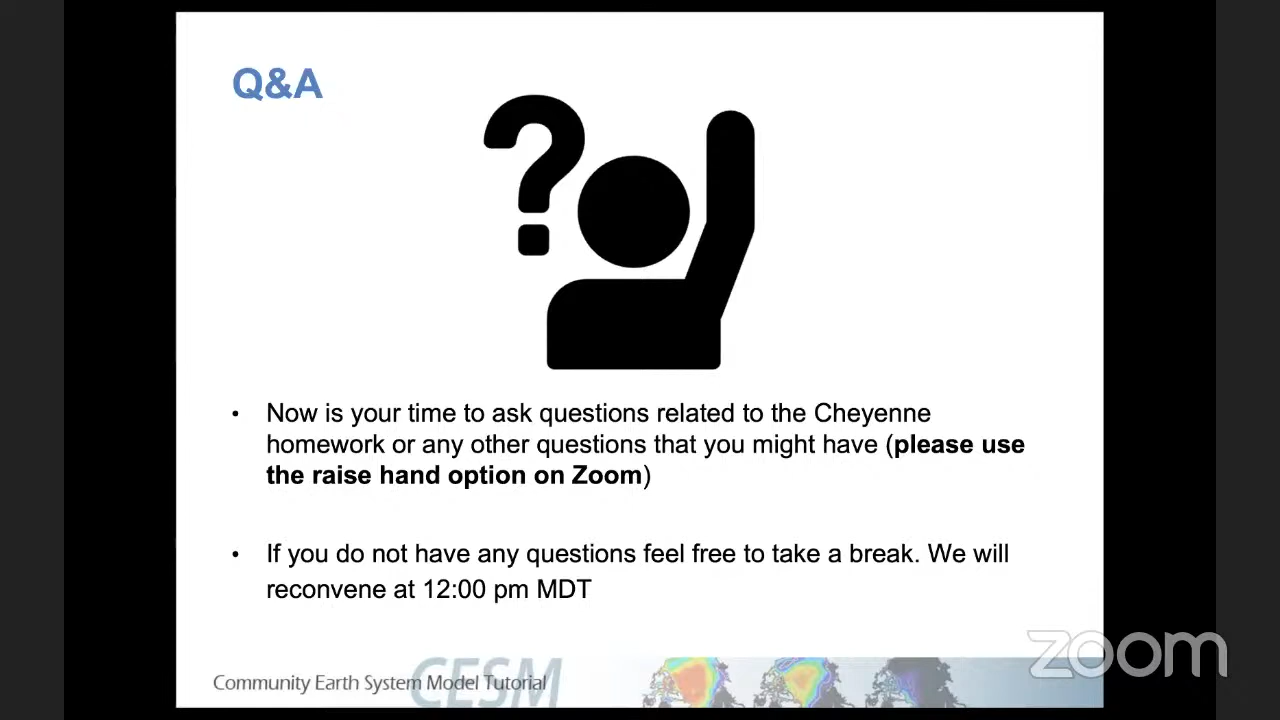 Q&A
?
• Now is your time to ask questions related to the Cheyenne
homework or any other questions that you might have (please use
the raise hand option on Zoom)
• If you do not have any questions feel free to take a break. We will
reconvene at 12:00 pm MDT
CESM
Community Earth System Model Tutorial
zoom